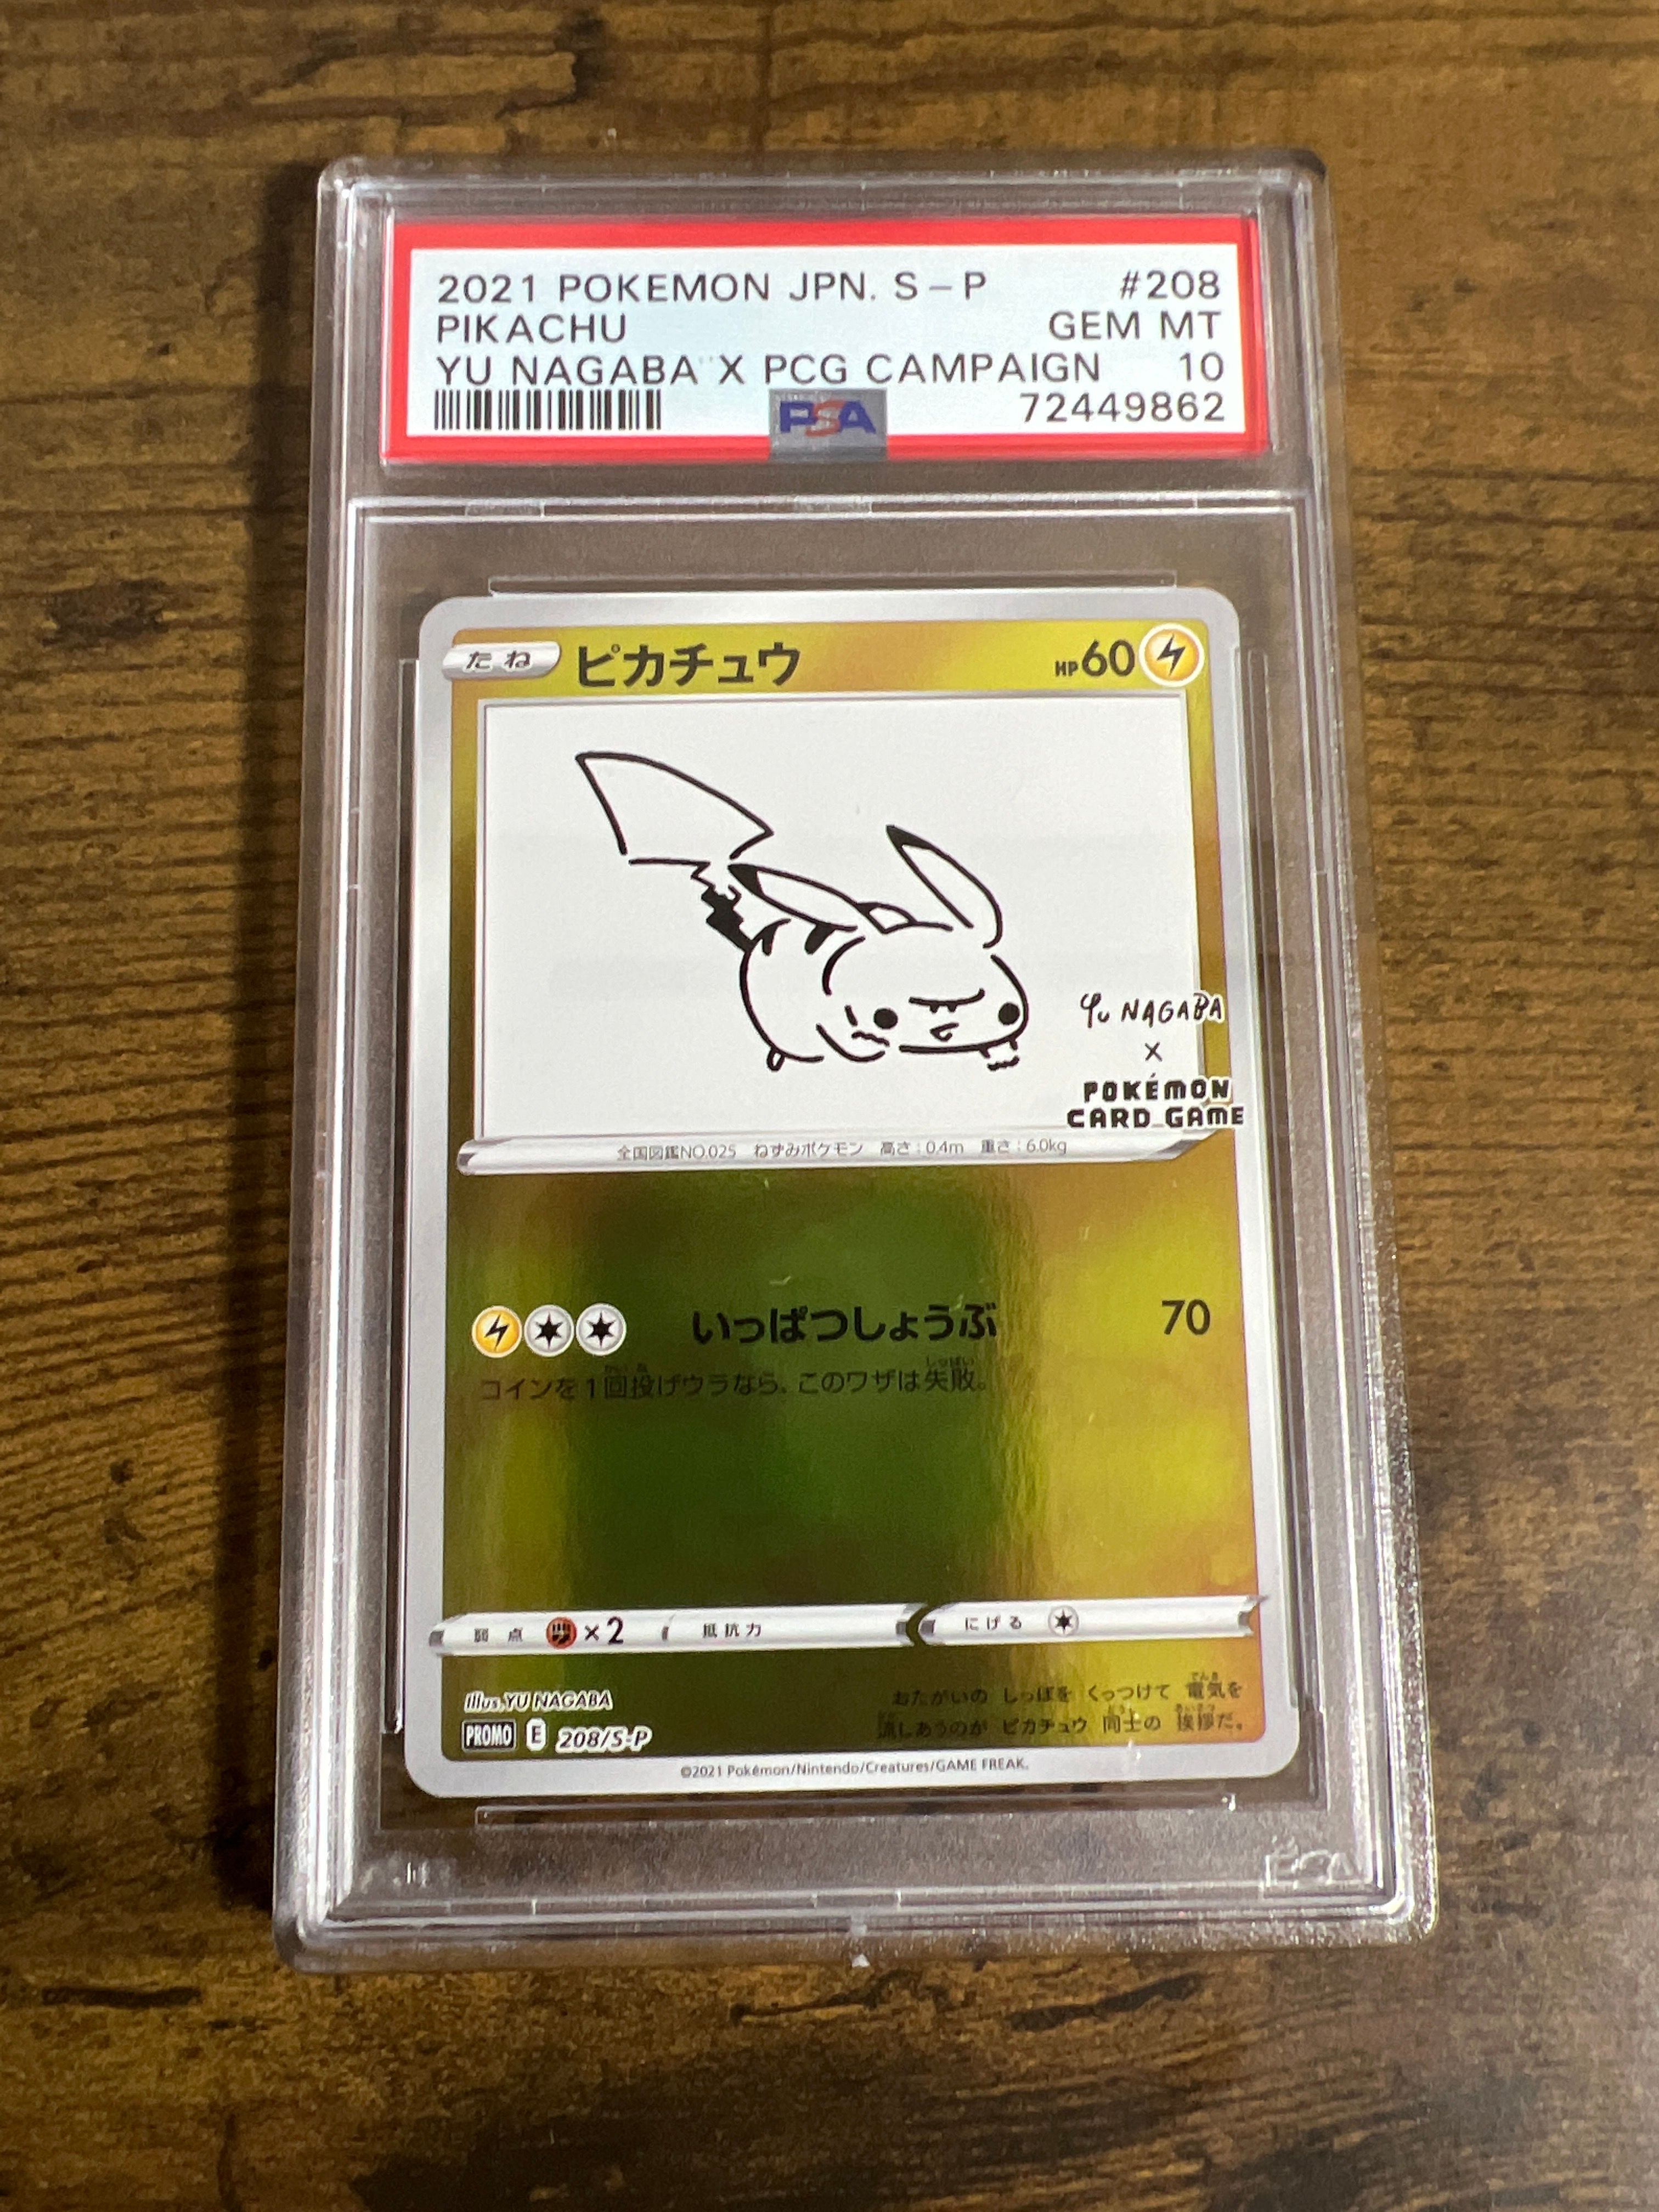 2021 POKEMON JPN. S-P #208
PIKACHU GEM MT
YU NAGABA X PCG CAMPAIGN 10
PSA 72449862
たね ピカチュウ HP60
YU NAGABA
×
POKÉMON
CARD GAME
全国図鑑NO.025 ねずみポケモン 高さ:0.4m 重さ:6.0kg
いっぱつしょうぶ 70
コインを1回投げウラなら、このワザは失敗。
弱点 ×2 抵抗力 にげる
illus.YU NAGABA
PROMO E 208/S-P
おたがいの しっぽを くっつけて 電気を
流しあうのが ピカチュウ 同士の 挨拶だ。
©2021 Pokémon/Nintendo/Creatures/GAME FREAK.
PSA